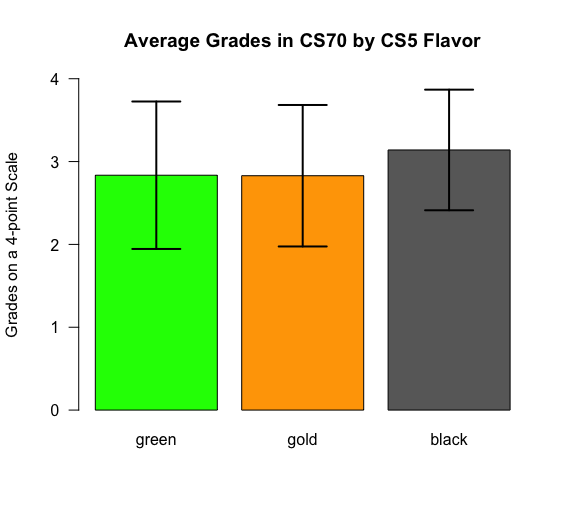 Average Grades in CS70 by CS5 Flavor
Grades on a 4-point Scale
4
3
2
1
0
green
gold
black